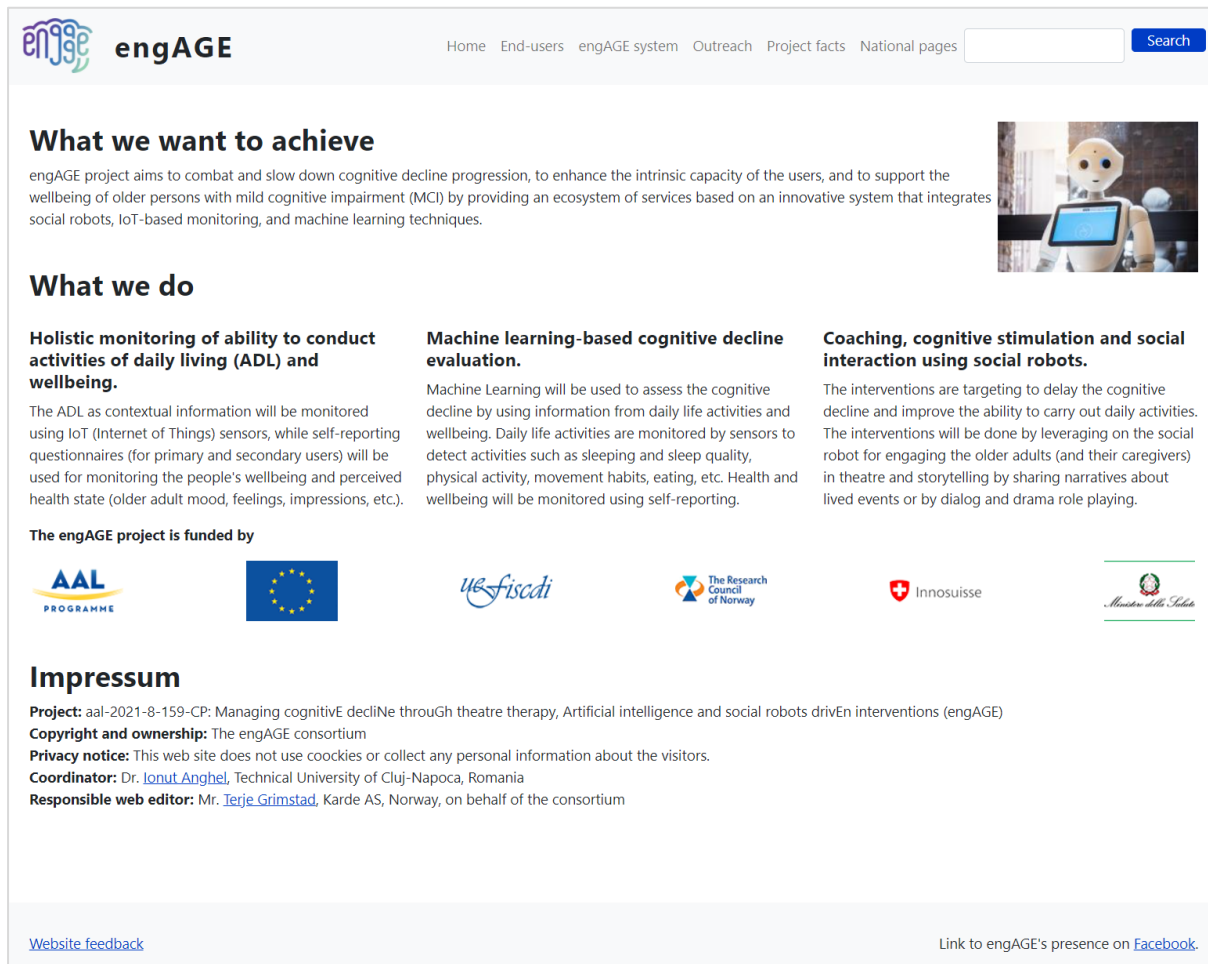 engage
engAGE
Home End-users engAGE system Outreach Project facts National pages
Search
What we want to achieve
engAGE project aims to combat and slow down cognitive decline progression, to enhance the intrinsic capacity of the users, and to support the
wellbeing of older persons with mild cognitive impairment (MCI) by providing an ecosystem of services based on an innovative system that integrates
social robots, IoT-based monitoring, and machine learning techniques.
What we do
Holistic monitoring of ability to conduct
activities of daily living (ADL) and
wellbeing.
The ADL as contextual information will be monitored
using IoT (Internet of Things) sensors, while self-reporting
questionnaires (for primary and secondary users) will be
used for monitoring the people's wellbeing and perceived
health state (older adult mood, feelings, impressions, etc.).
Machine learning-based cognitive decline
evaluation.
Machine Learning will be used to assess the cognitive
decline by using information from daily life activities and
wellbeing. Daily life activities are monitored by sensors to
detect activities such as sleeping and sleep quality,
physical activity, movement habits, eating, etc. Health and
wellbeing will be monitored using self-reporting.
Coaching, cognitive stimulation and social
interaction using social robots.
The interventions are targeting to delay the cognitive
decline and improve the ability to carry out daily activities.
The interventions will be done by leveraging on the social
robot for engaging the older adults (and their caregivers)
in theatre and storytelling by sharing narratives about
lived events or by dialog and drama role playing.
The engAGE project is funded by
AAL
PROGRAMME
uefiscdi
The Research
Council
of Norway
Innosuisse
Ministero della Salute
Impressum
Project: aal-2021-8-159-CP: Managing cognitivE decliNe throuGh theatre therapy, Artificial intelligence and social robots drivEn interventions (engAGE)
Copyright and ownership: The engAGE consortium
Privacy notice: This web site does not use coockies or collect any personal information about the visitors.
Coordinator: Dr. Ionut Anghel, Technical University of Cluj-Napoca, Romania
Responsible web editor: Mr. Terje Grimstad, Karde AS, Norway, on behalf of the consortium
Website feedback
Link to engAGE's presence on Facebook.